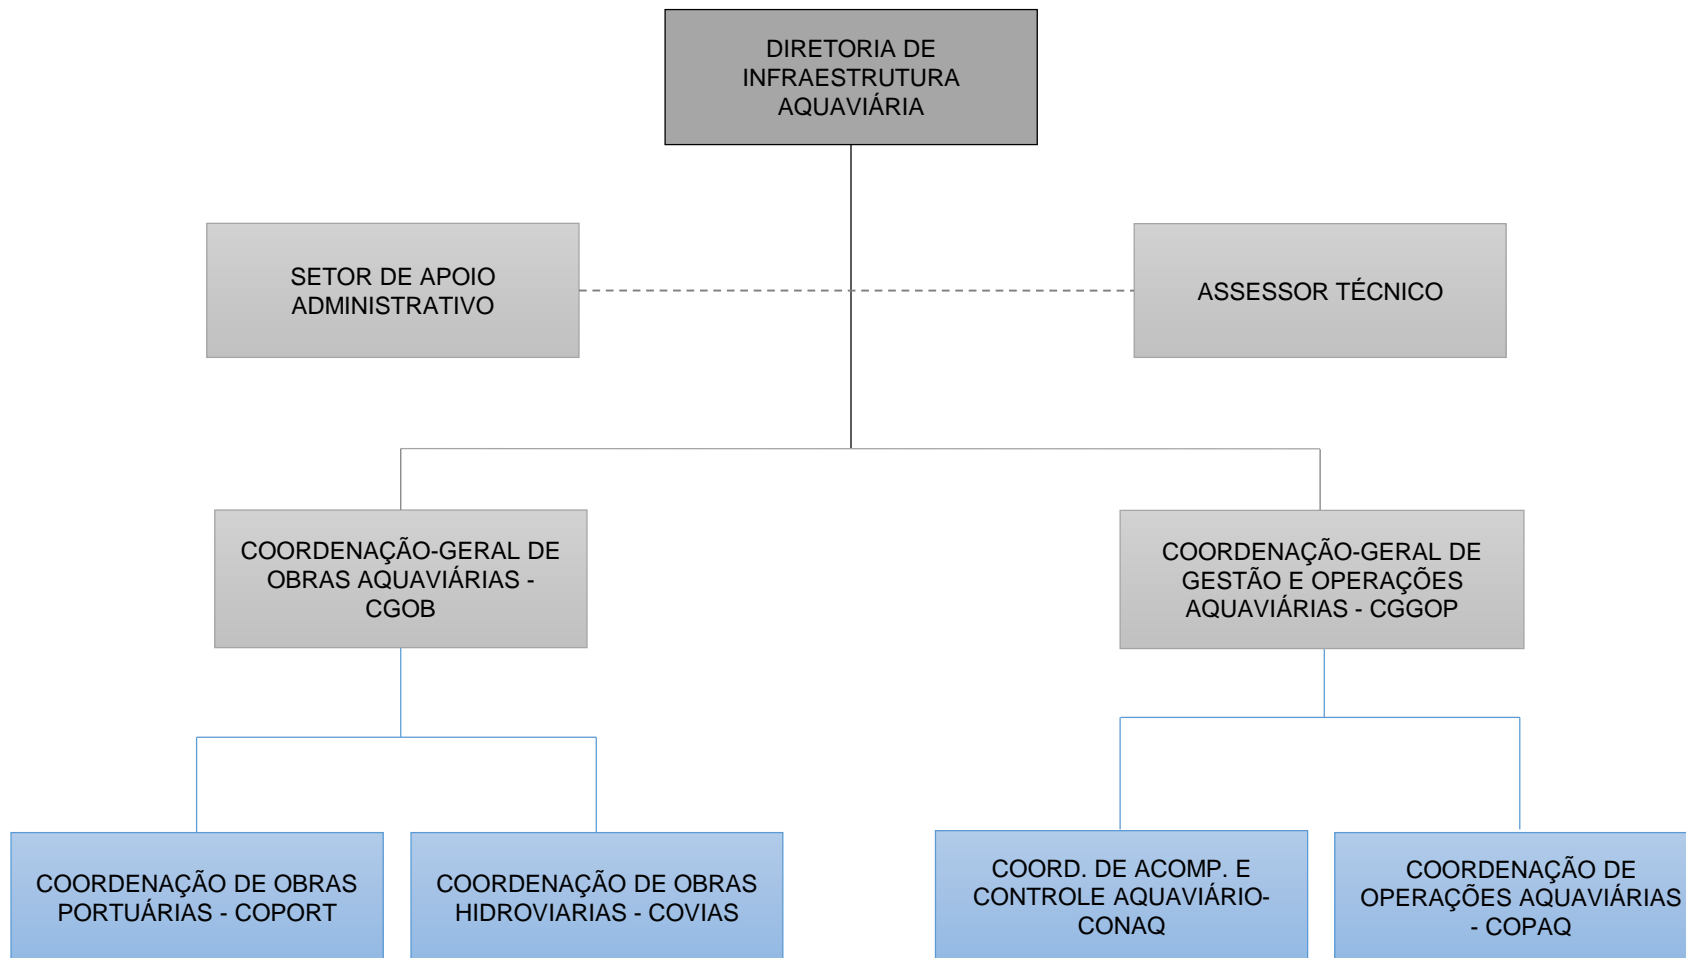 DIRETORIA DE
INFRAESTRUTURA
AQUAVIÁRIA
SETOR DE APOIO
ADMINISTRATIVO
ASSESSOR TÉCNICO
COORDENAÇÃO-GERAL DE
OBRAS AQUAVIÁRIAS -
CGOB
COORDENAÇÃO-GERAL DE
GESTÃO E OPERAÇÕES
AQUAVIÁRIAS - CGGOP
COORDENAÇÃO DE OBRAS
PORTUÁRIAS - COPORT
COORDENAÇÃO DE OBRAS
HIDROVIARIAS - COVIAS
COORD. DE ACOMP. E
CONTROLE AQUAVIÁRIO-
CONAQ
COORDENAÇÃO DE
OPERAÇÕES AQUAVIÁRIAS
- COPAQ